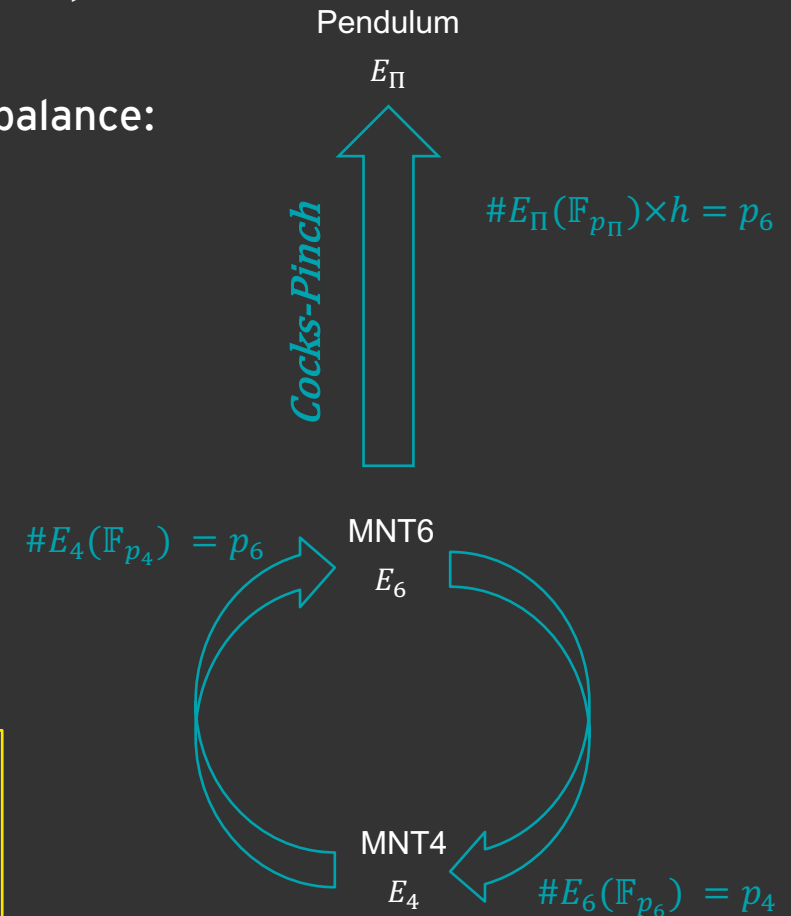 Pendulum
E_Π
balance:
#E_Π(𝔽_{p_Π})×h = p_6
Cocks-Pinch
MNT6
#E_4(𝔽_{p_4}) = p_6
E_6
MNT4
E_4
#E_6(𝔽_{p_6}) = p_4